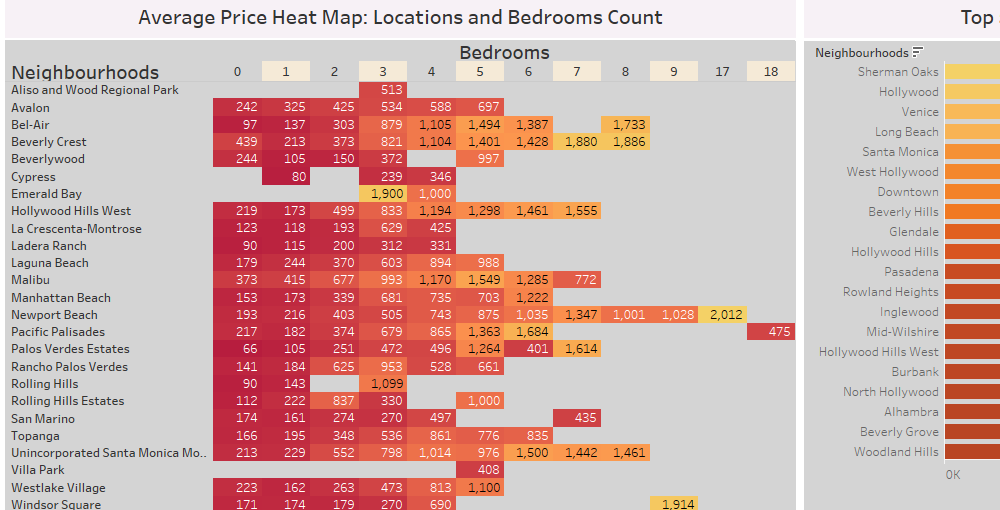 Average Price Heat Map: Locations and Bedrooms Count
Bedrooms
Neighbourhoods 0 1 2 3 4 5 6 7 8 9 17 18
Aliso and Wood Regional Park 513
Avalon 242 325 425 534 588 697
Bel-Air 97 137 303 879 1,105 1,494 1,387 1,733
Beverly Crest 439 213 373 821 1,104 1,401 1,428 1,880 1,886
Beverlywood 244 105 150 372 997
Cypress 80 239 346
Emerald Bay 1,900 1,000
Hollywood Hills West 219 173 499 833 1,194 1,298 1,461 1,555
La Crescenta-Montrose 123 118 193 629 425
Ladera Ranch 90 115 200 312 331
Laguna Beach 179 244 370 603 894 988
Malibu 373 415 677 993 1,170 1,549 1,285 772
Manhattan Beach 153 173 339 681 735 703 1,222
Newport Beach 193 216 403 505 743 875 1,035 1,347 1,001 1,028 2,012
Pacific Palisades 217 182 374 679 865 1,363 1,684 475
Palos Verdes Estates 66 105 251 472 496 1,264 401 1,614
Rancho Palos Verdes 141 184 625 953 528 661
Rolling Hills 90 143 1,099
Rolling Hills Estates 112 222 837 330 1,000
San Marino 174 161 274 270 497 435
Topanga 166 195 348 536 861 776 835
Unincorporated Santa Monica Mo.. 213 229 552 798 1,014 976 1,500 1,442 1,461
Villa Park 408
Westlake Village 223 162 263 473 813 1,100
Windsor Square 171 174 179 270 690 1,914
Top
Neighbourhoods
Sherman Oaks
Hollywood
Venice
Long Beach
Santa Monica
West Hollywood
Downtown
Beverly Hills
Glendale
Hollywood Hills
Pasadena
Rowland Heights
Inglewood
Mid-Wilshire
Hollywood Hills West
Burbank
North Hollywood
Alhambra
Beverly Grove
Woodland Hills
0K